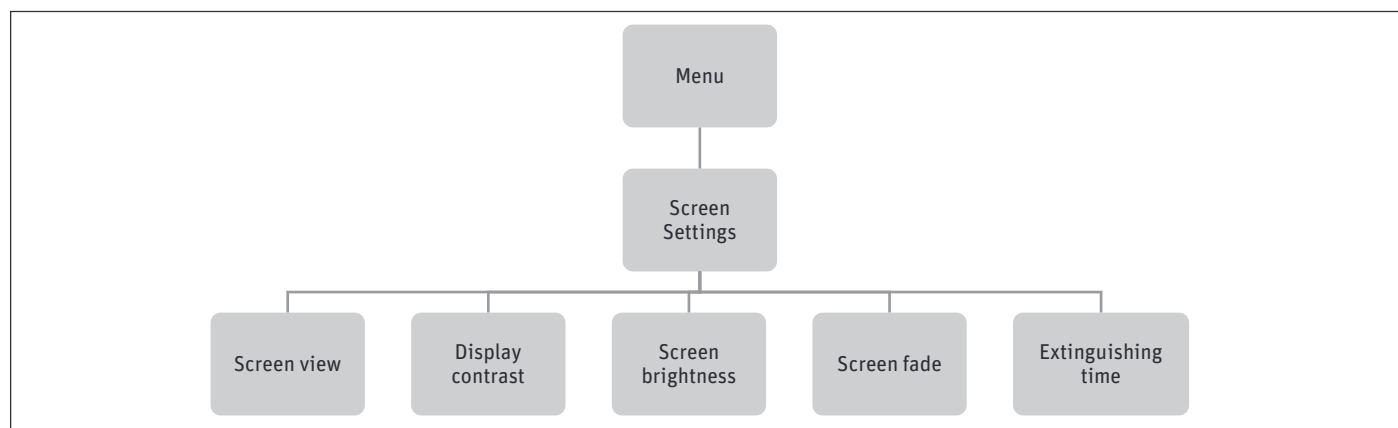 Menu
Screen
Settings
Screen view
Display
contrast
Screen
brightness
Screen fade
Extinguishing
time